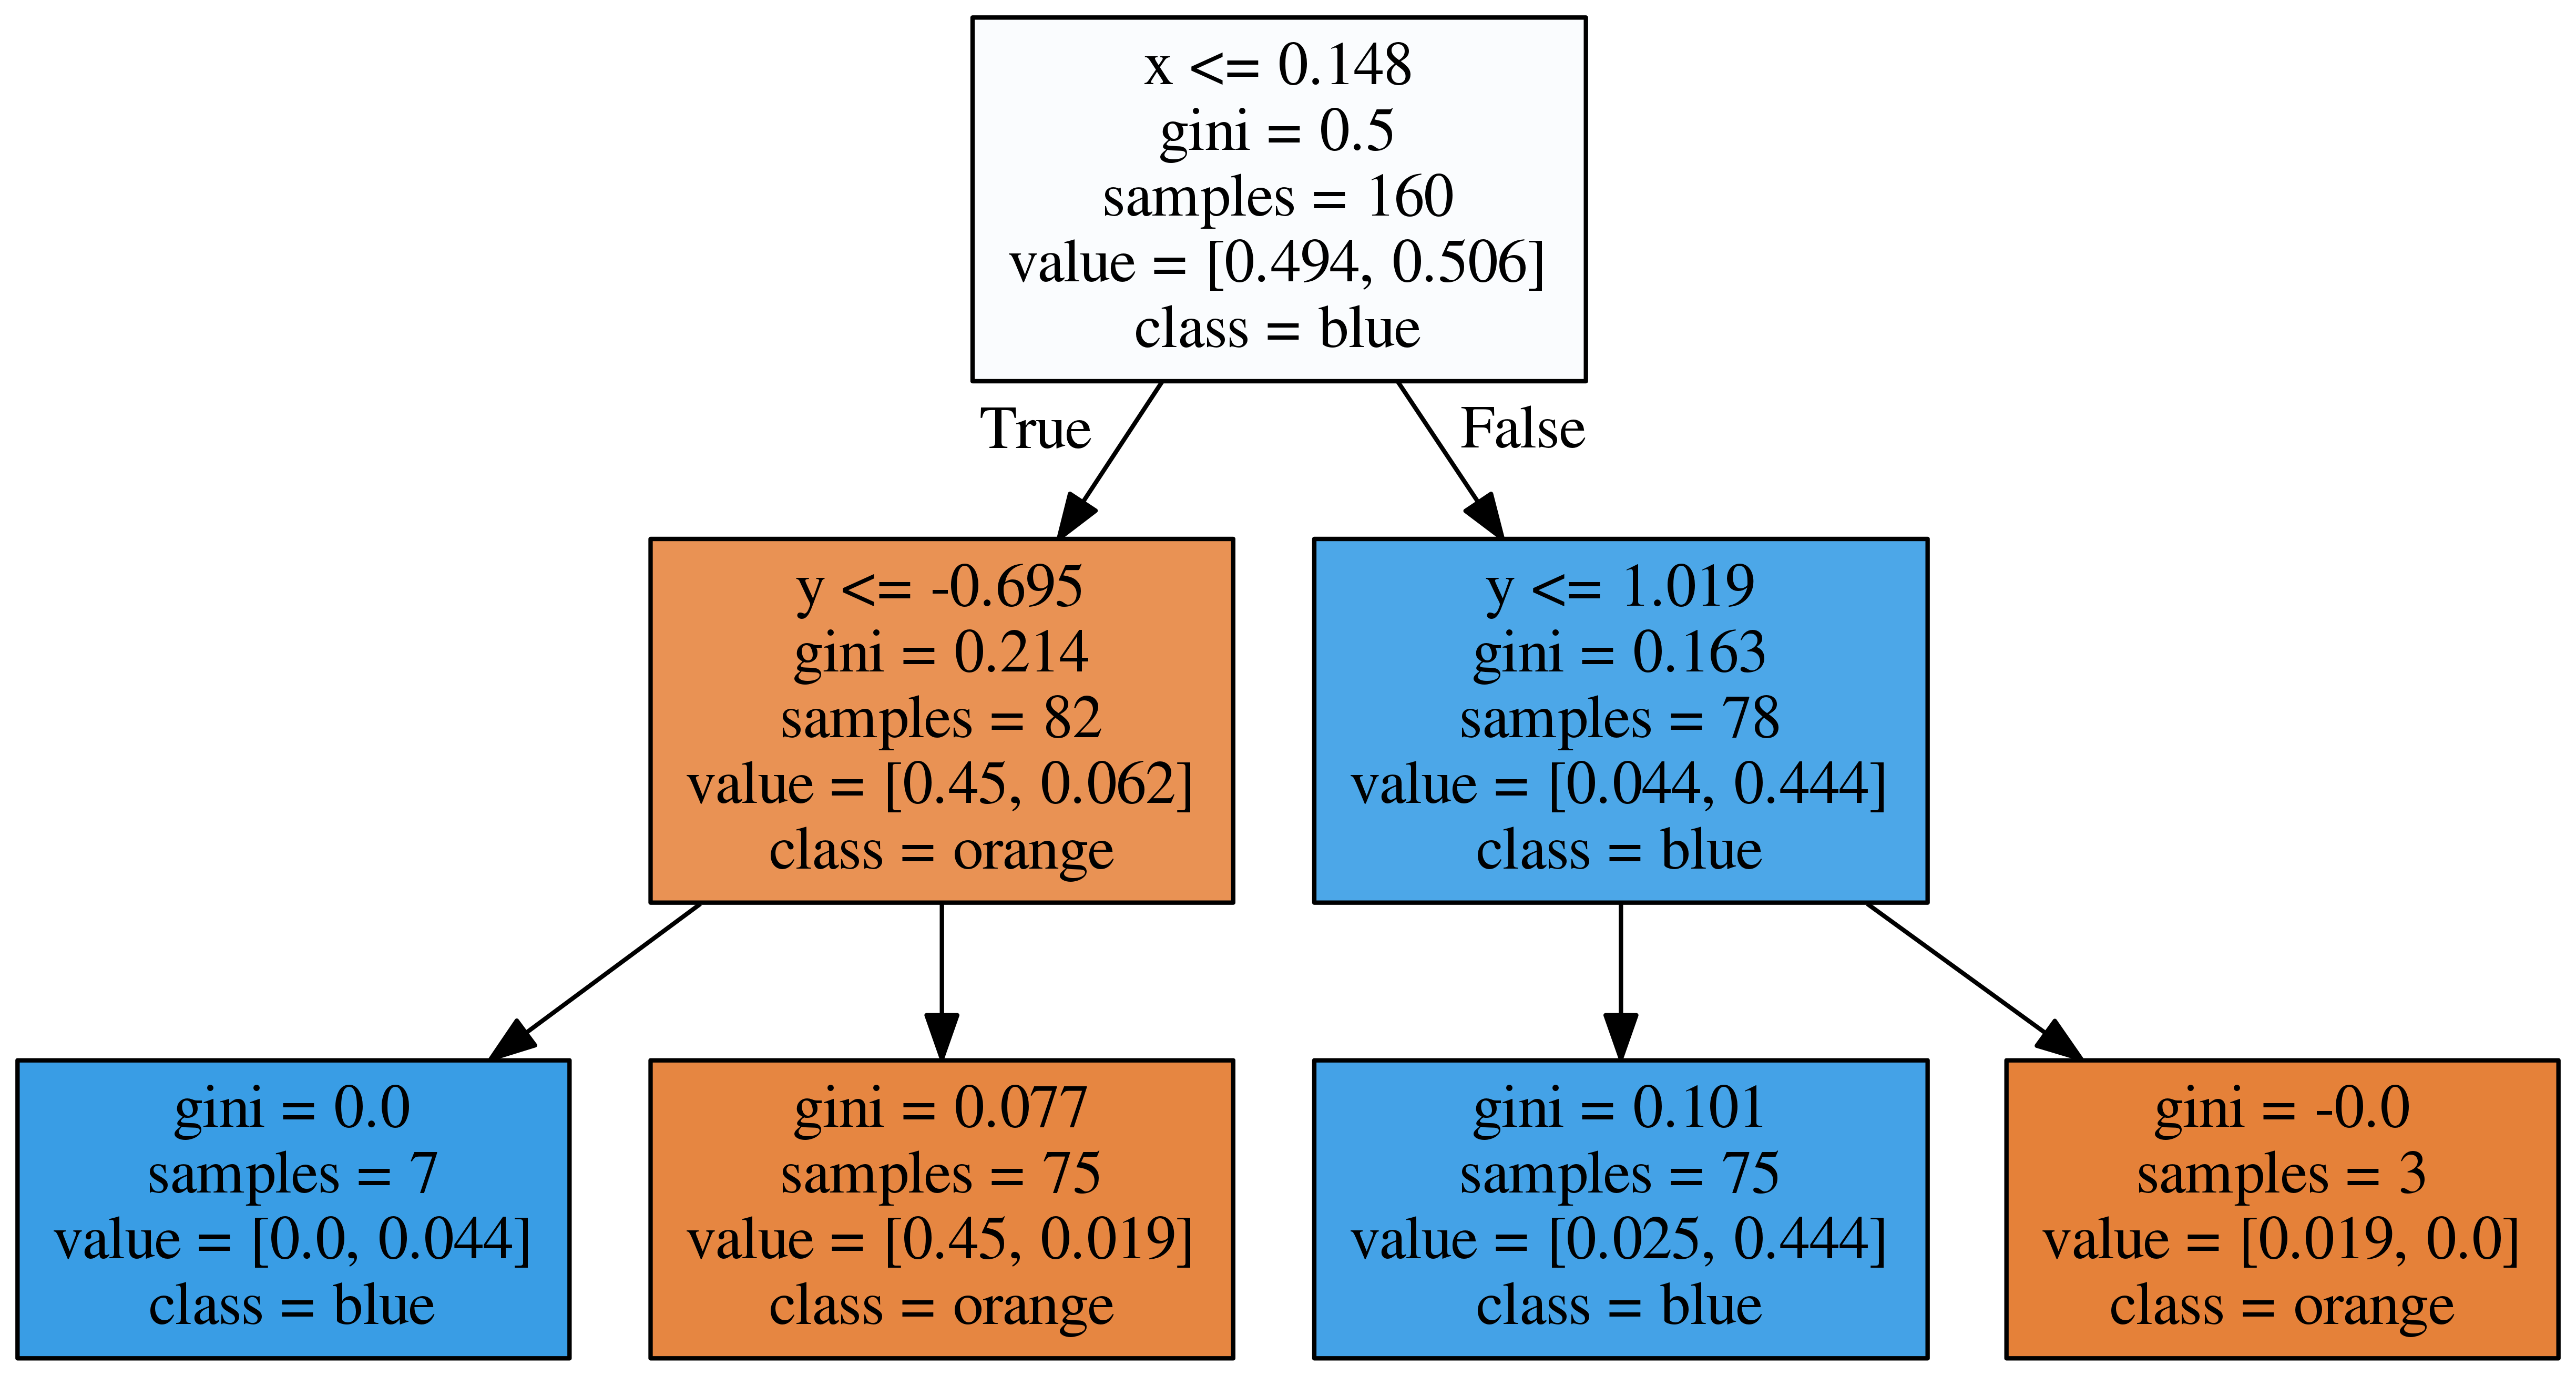 x <= 0.148
gini = 0.5
samples = 160
value = [0.494, 0.506]
class = blue
True
False
y <= -0.695
gini = 0.214
samples = 82
value = [0.45, 0.062]
class = orange
y <= 1.019
gini = 0.163
samples = 78
value = [0.044, 0.444]
class = blue
gini = 0.0
samples = 7
value = [0.0, 0.044]
class = blue
gini = 0.077
samples = 75
value = [0.45, 0.019]
class = orange
gini = 0.101
samples = 75
value = [0.025, 0.444]
class = blue
gini = -0.0
samples = 3
value = [0.019, 0.0]
class = orange